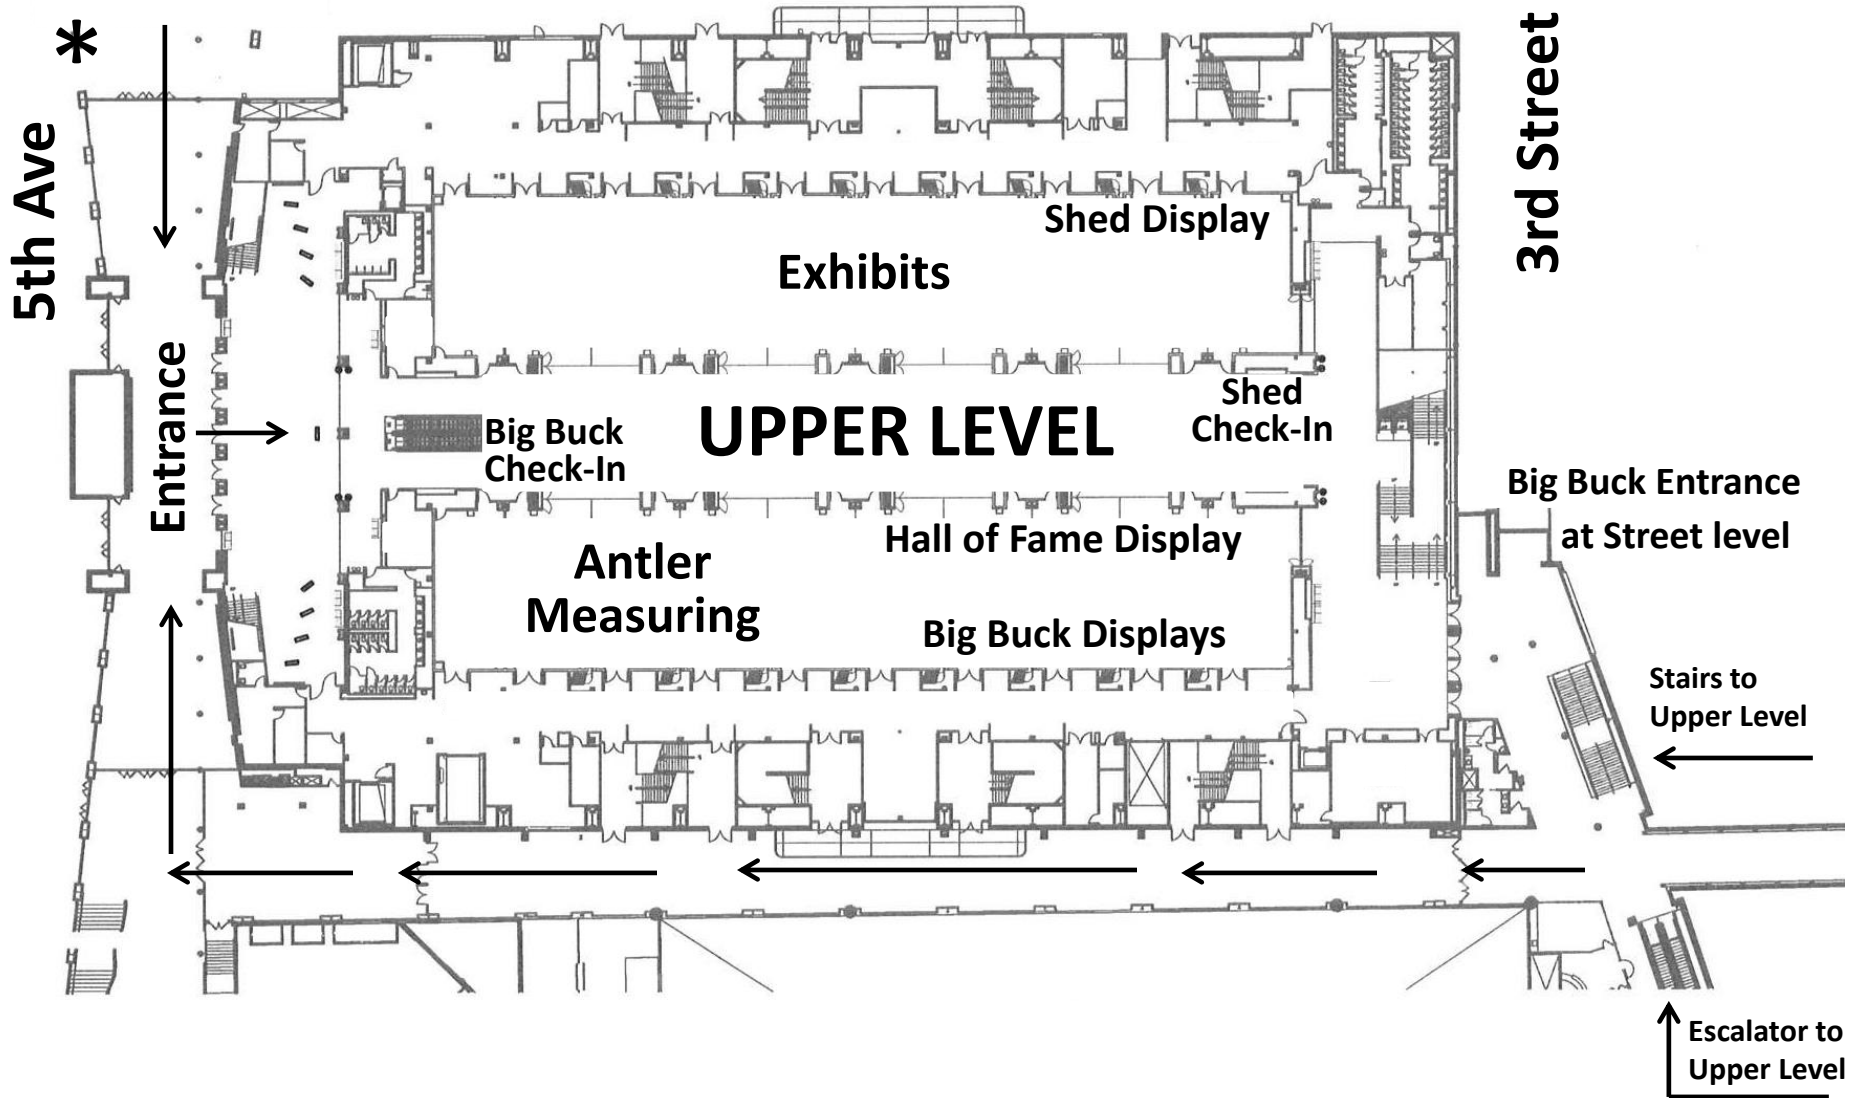 *
5th Ave
3rd Street
Shed Display
Exhibits
Entrance
Shed
Check-In
UPPER LEVEL
Big Buck
Check-In
Big Buck Entrance
at Street level
Hall of Fame Display
Antler
Measuring
Big Buck Displays
Stairs to
Upper Level
Escalator to
Upper Level